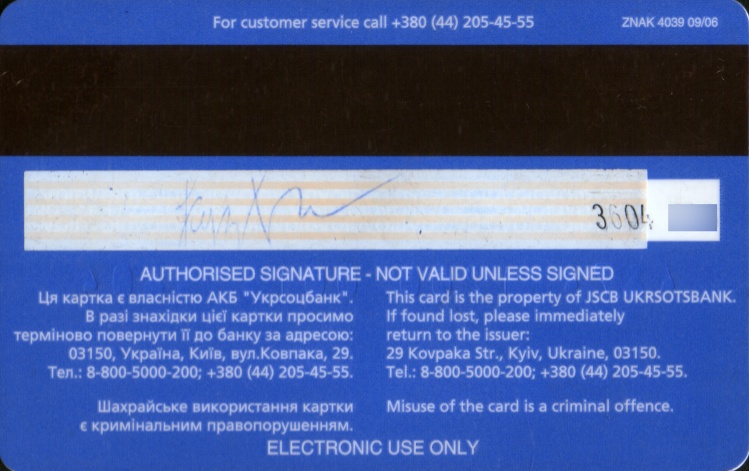 For customer service call +380 (44) 205-45-55
ZNAK 4039 09/06
3604
AUTHORISED SIGNATURE - NOT VALID UNLESS SIGNED
Ця картка є власністю АКБ "Укрсоцбанк".
В разі знахідки цієї картки просимо
терміново повернути її до банку за адресою:
03150, Україна, Київ, вул.Ковпака, 29.
Тел.: 8-800-5000-200; +380 (44) 205-45-55.
Шахрайське використання картки
є кримінальним правопорушенням.
This card is the property of JSCB UKRSOTSBANK.
If found lost, please immediately
return to the issuer:
29 Kovpaka Str., Kyiv, Ukraine, 03150.
Tel.: 8-800-5000-200; +380 (44) 205-45-55.
Misuse of the card is a criminal offence.
ELECTRONIC USE ONLY